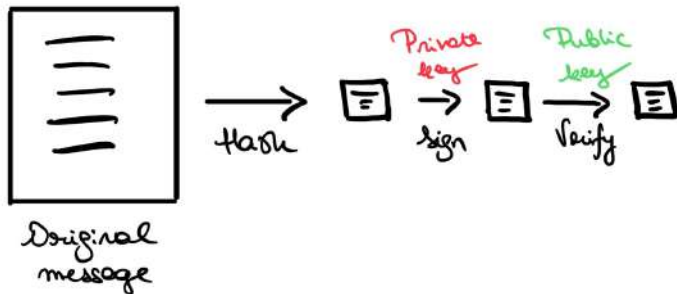 Private
key
Public
key
Hash
Sign
Verify
Original
message